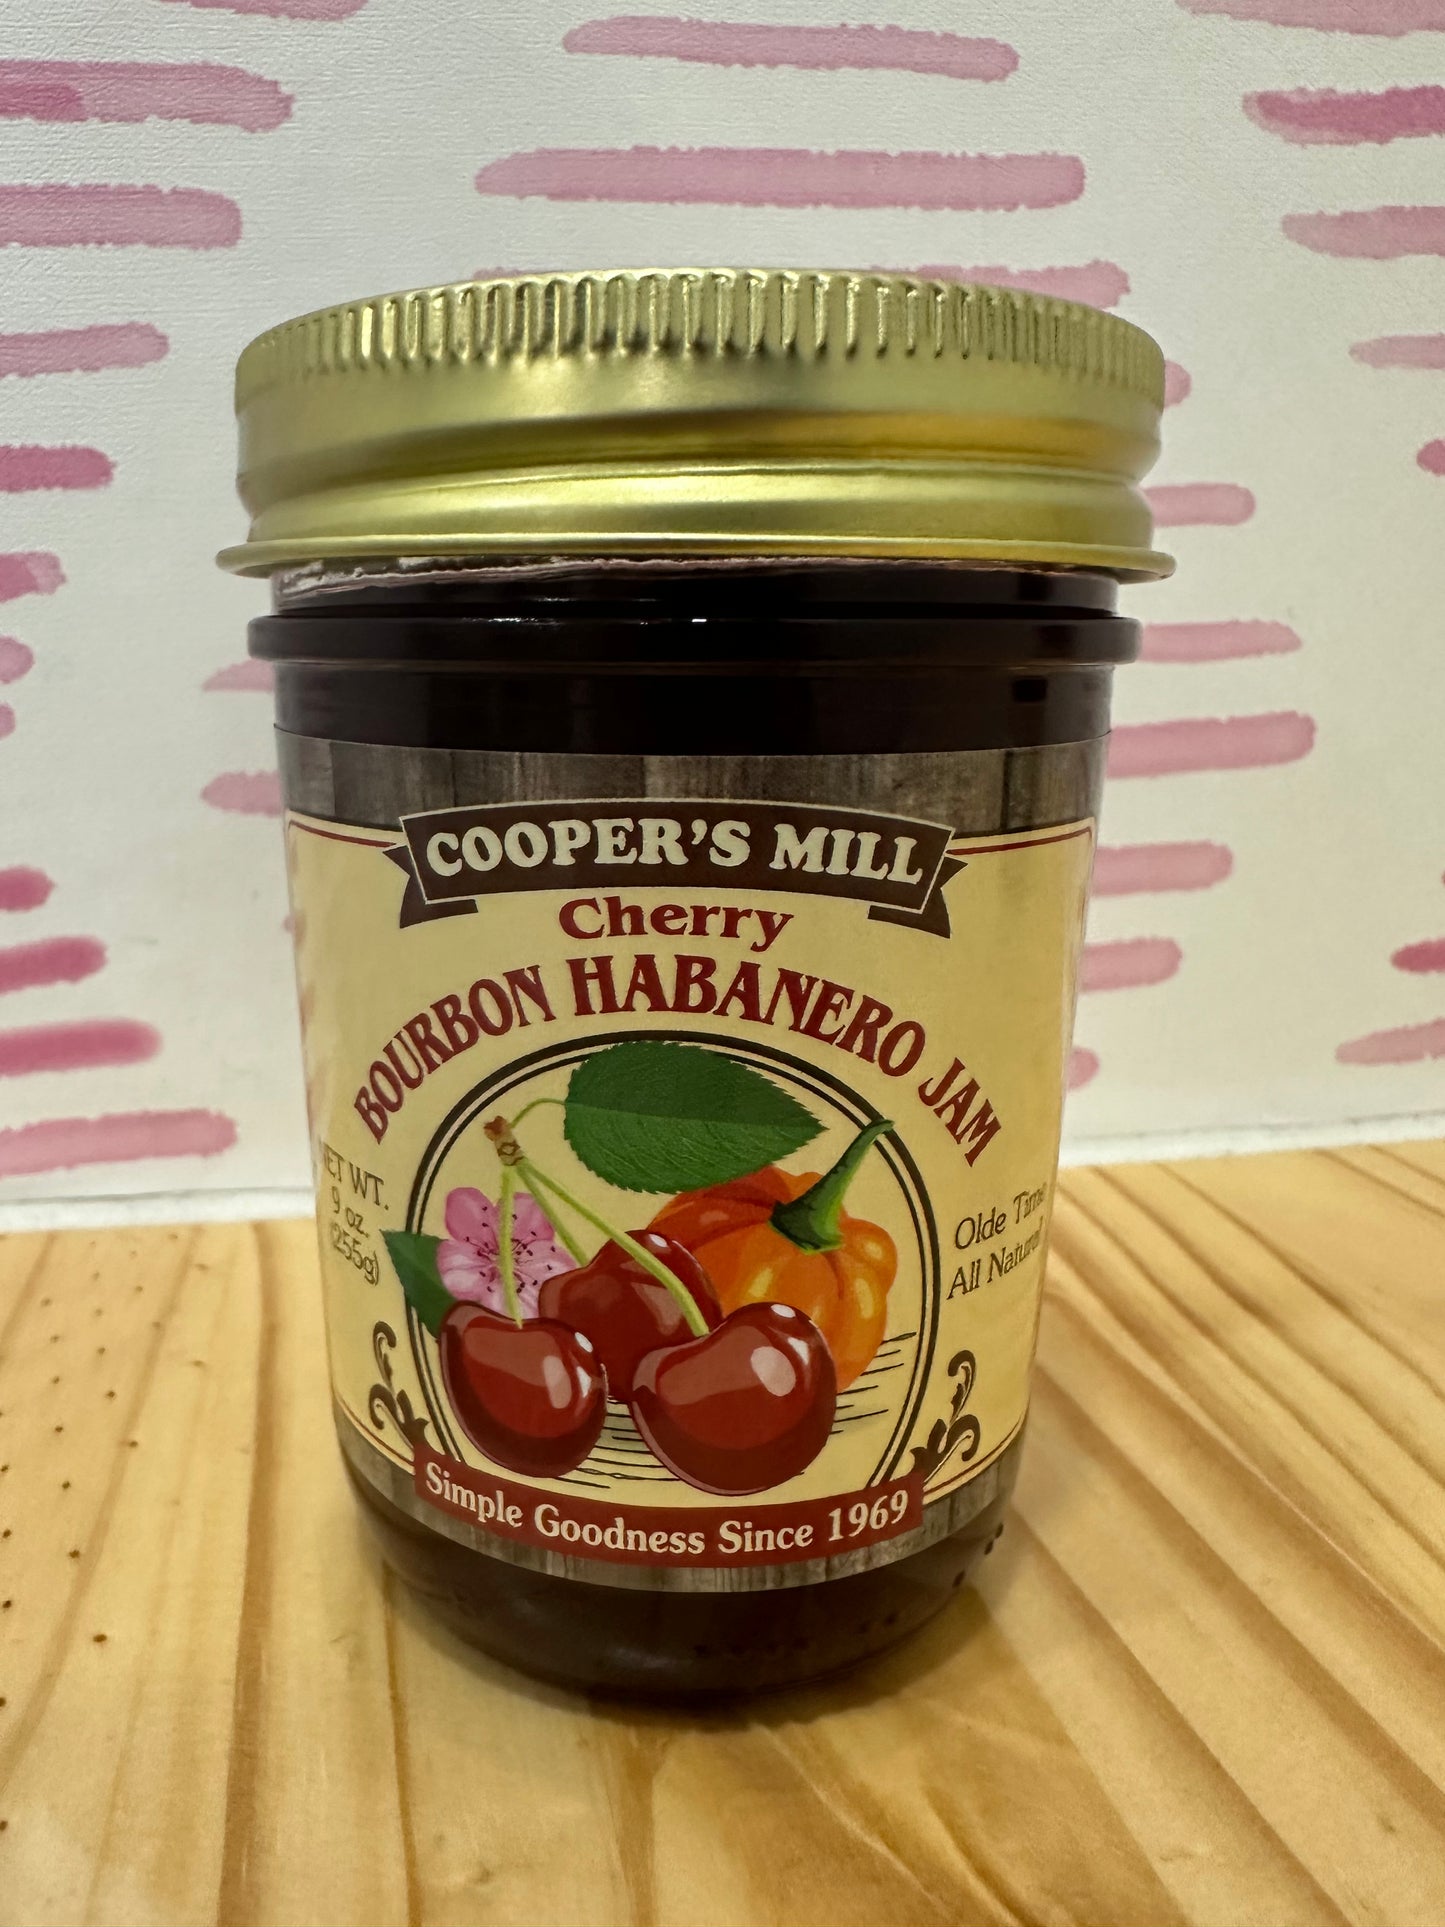 COOPER'S MILL
Cherry
BOURBON HABANERO JAM
NET WT.
9 oz.
(255g)
Olde Time
All Natural
Simple Goodness Since 1969